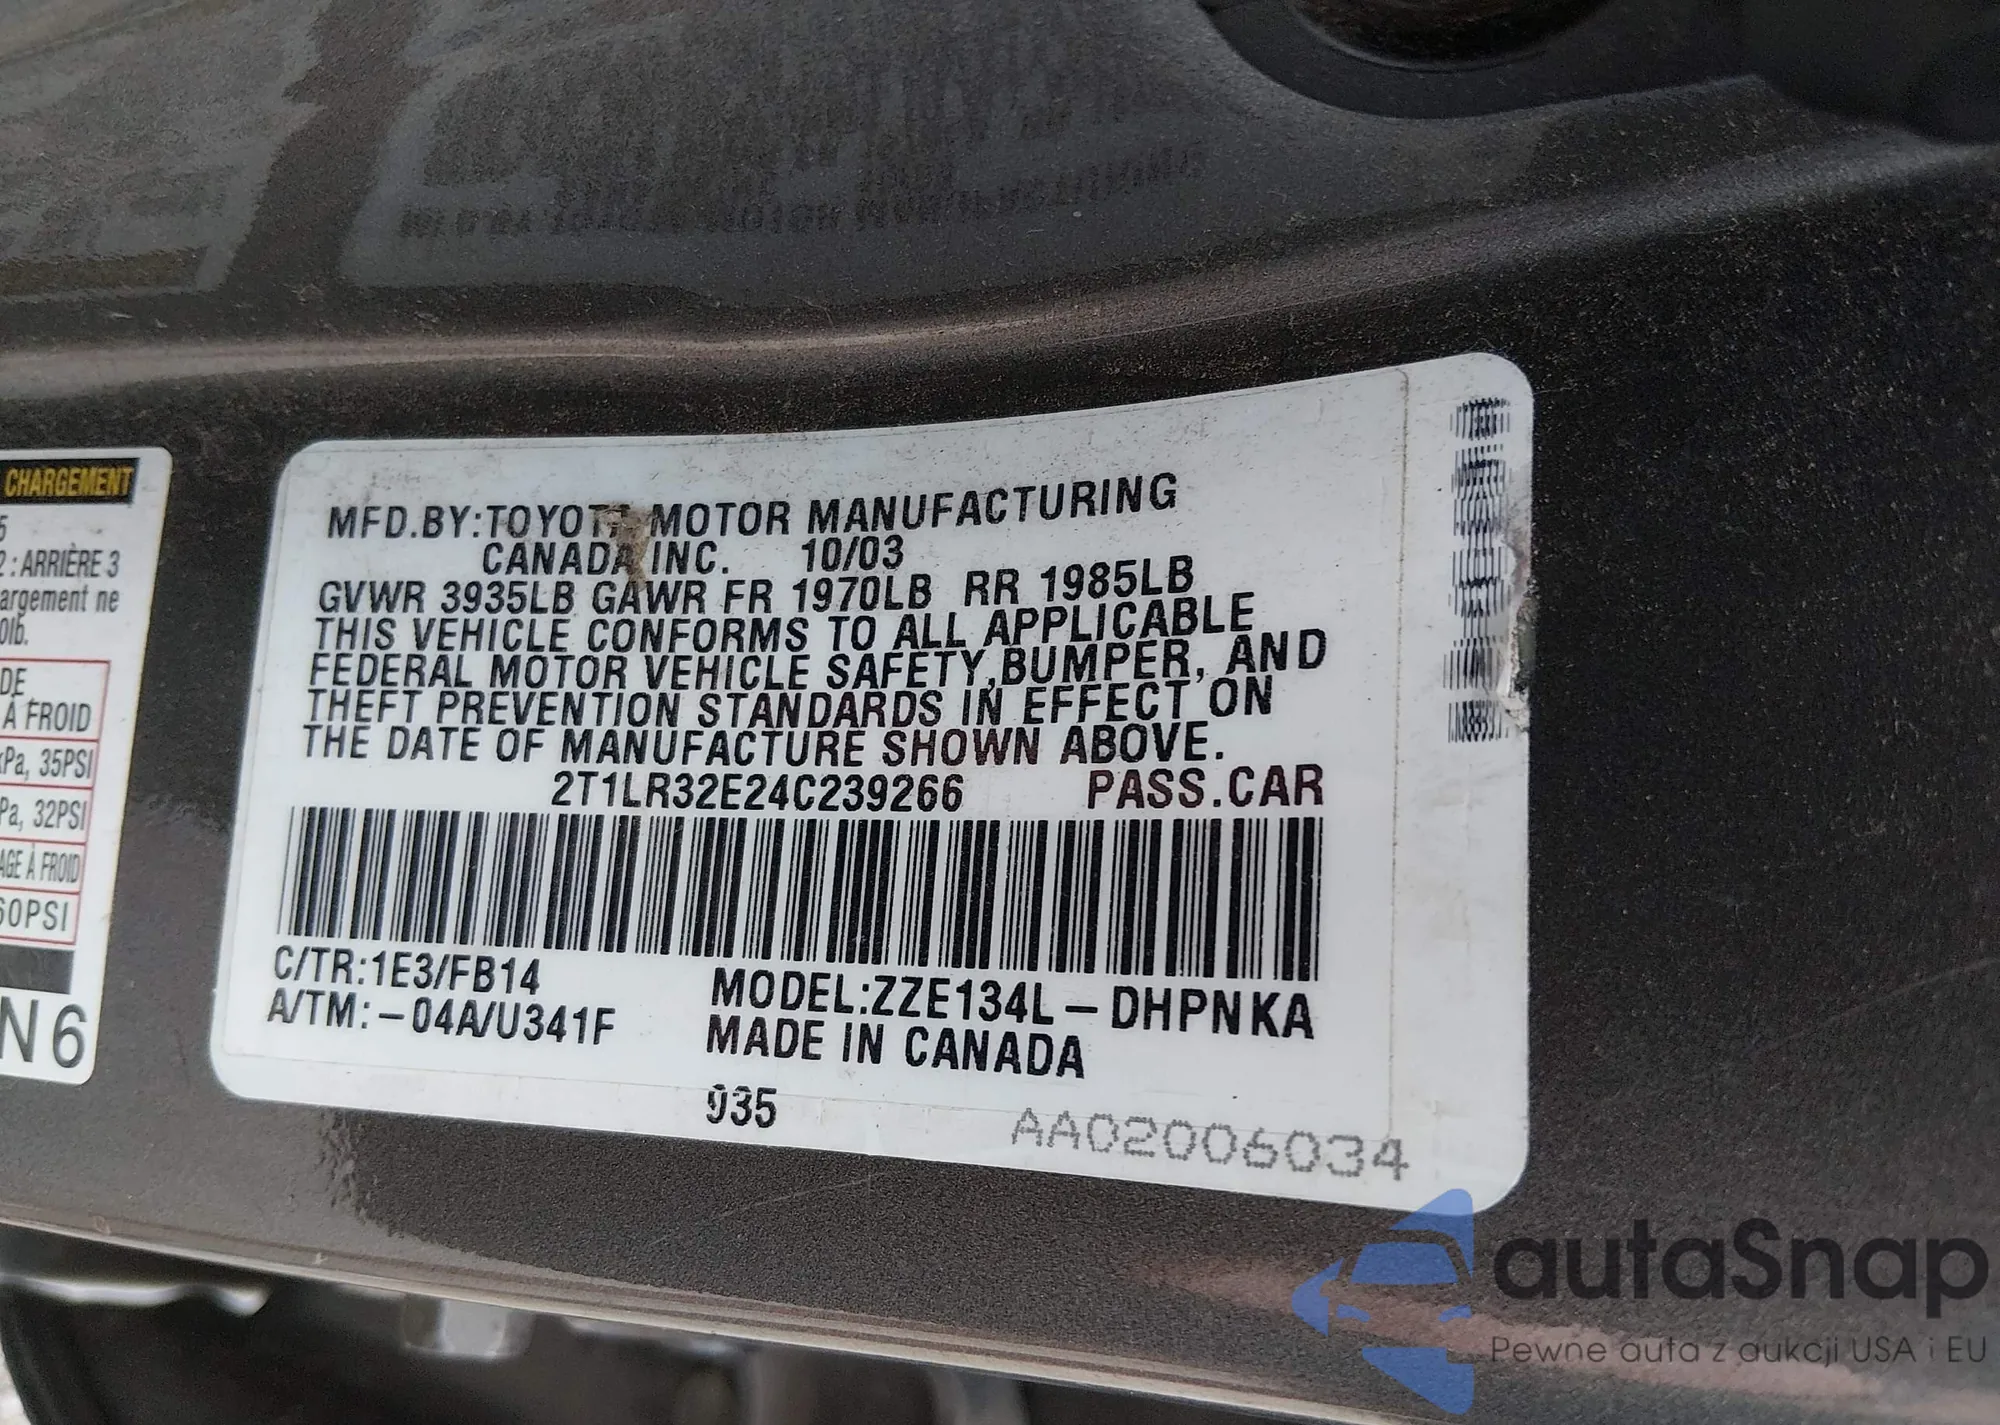 CHARGEMENT
5
2 : ARRIÈRE 3
argement ne
oib.
DE
À FROID
kPa, 35PSI
Pa, 32PSI
AGE À FROID
60PSI
N6
MFD.BY:TOYOTA MOTOR MANUFACTURING
CANADA INC. 10/03
GVWR 3935LB GAWR FR 1970LB RR 1985LB
THIS VEHICLE CONFORMS TO ALL APPLICABLE
FEDERAL MOTOR VEHICLE SAFETY,BUMPER, AND
THEFT PREVENTION STANDARDS IN EFFECT ON
THE DATE OF MANUFACTURE SHOWN ABOVE.
2T1LR32E24C239266 PASS.CAR
C/TR:1E3/FB14
A/TM:-04A/U341F
MODEL:ZZE134L-DHPNKA
MADE IN CANADA
935
AA02006034
autaSnap
Pewne auta z aukcji USA i EU